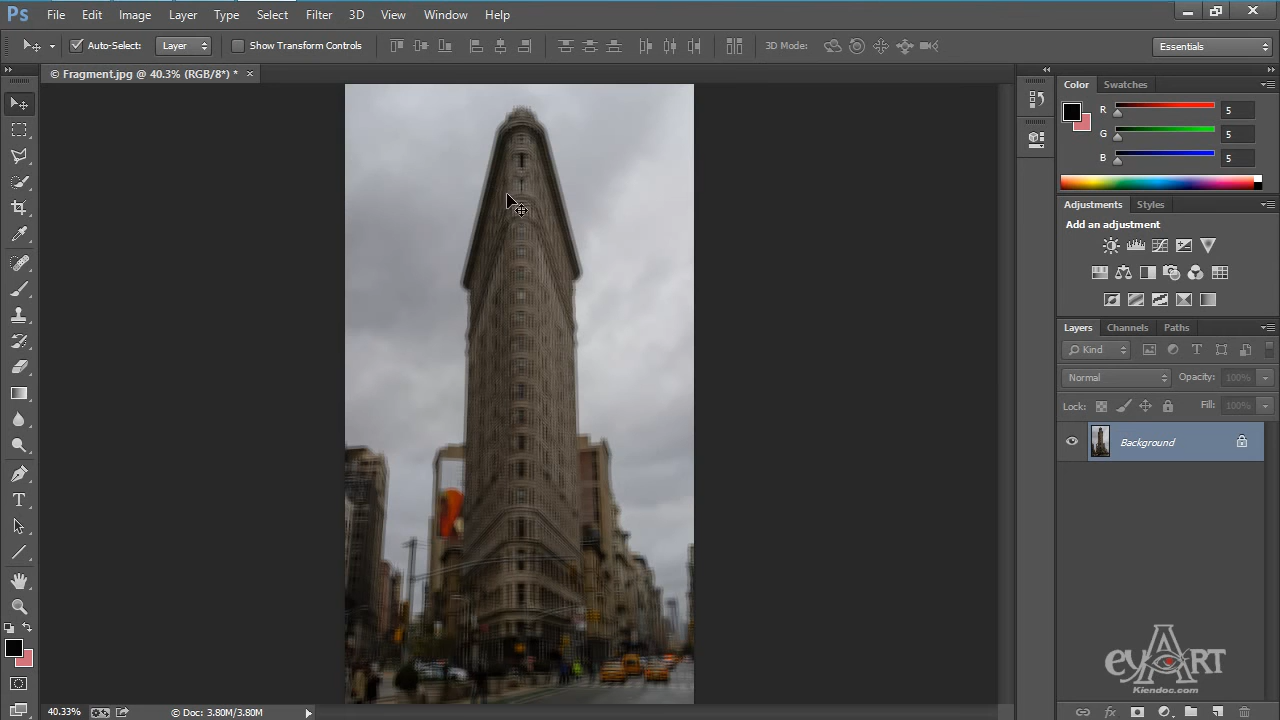 Ps File Edit Image Layer Type Select Filter 3D View Window Help
Auto-Select: Layer Show Transform Controls 3D Mode: Essentials
© Fragment.jpg @ 40.3% (RGB/8*) * ×
Color Swatches
R 5
G 5
B 5
Adjustments Styles
Add an adjustment
Layers Channels Paths
Kind
Normal Opacity: 100%
Lock: Fill: 100%
Background
eyART
Kiendoc.com
40.33% © Doc: 3.80M/3.80M